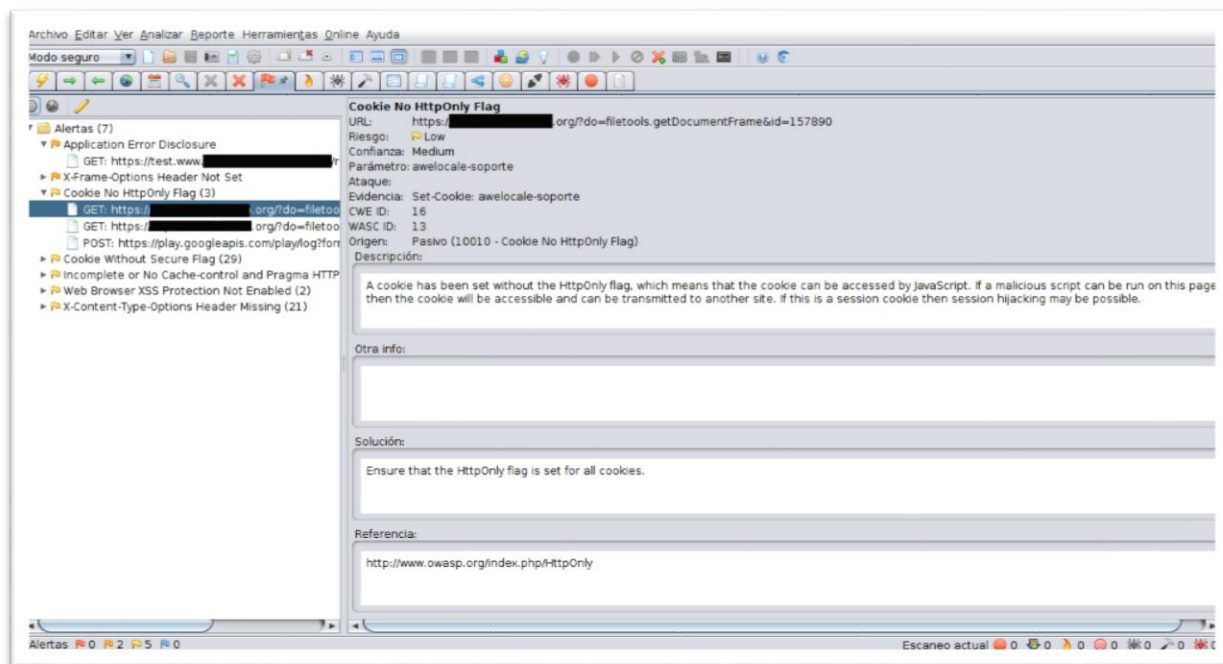 Archivo Editar Ver Analizar Reporte Herramientas Online Ayuda
Modo seguro
Alertas (7)
Application Error Disclosure
GET: https://test.www.
X-Frame-Options Header Not Set
Cookie No HttpOnly Flag (3)
GET: https:/ .org/?do=filetoo
GET: https:/ .org/?do=filetoo
POST: https://play.googleapis.com/play/log?for
Cookie Without Secure Flag (29)
Incomplete or No Cache-control and Pragma HTTP
Web Browser XSS Protection Not Enabled (2)
X-Content-Type-Options Header Missing (21)
Cookie No HttpOnly Flag
URL: https:/ .org/?do=filetools.getDocumentFrame&id=157890
Riesgo: Low
Confianza: Medium
Parámetro: awelocale-soporte
Ataque:
Evidencia: Set-Cookie: awelocale-soporte
CWE ID: 16
WASC ID: 13
Origen: Pasivo (10010 - Cookie No HttpOnly Flag)
Descripción:
A cookie has been set without the HttpOnly flag, which means that the cookie can be accessed by JavaScript. If a malicious script can be run on this page
then the cookie will be accessible and can be transmitted to another site. If this is a session cookie then session hijacking may be possible.
Otra info:
Solución:
Ensure that the HttpOnly flag is set for all cookies.
Referencia:
http://www.owasp.org/index.php/HttpOnly
Alertas 0 2 5 0 Escaneo actual 0 0 0 0 0 0